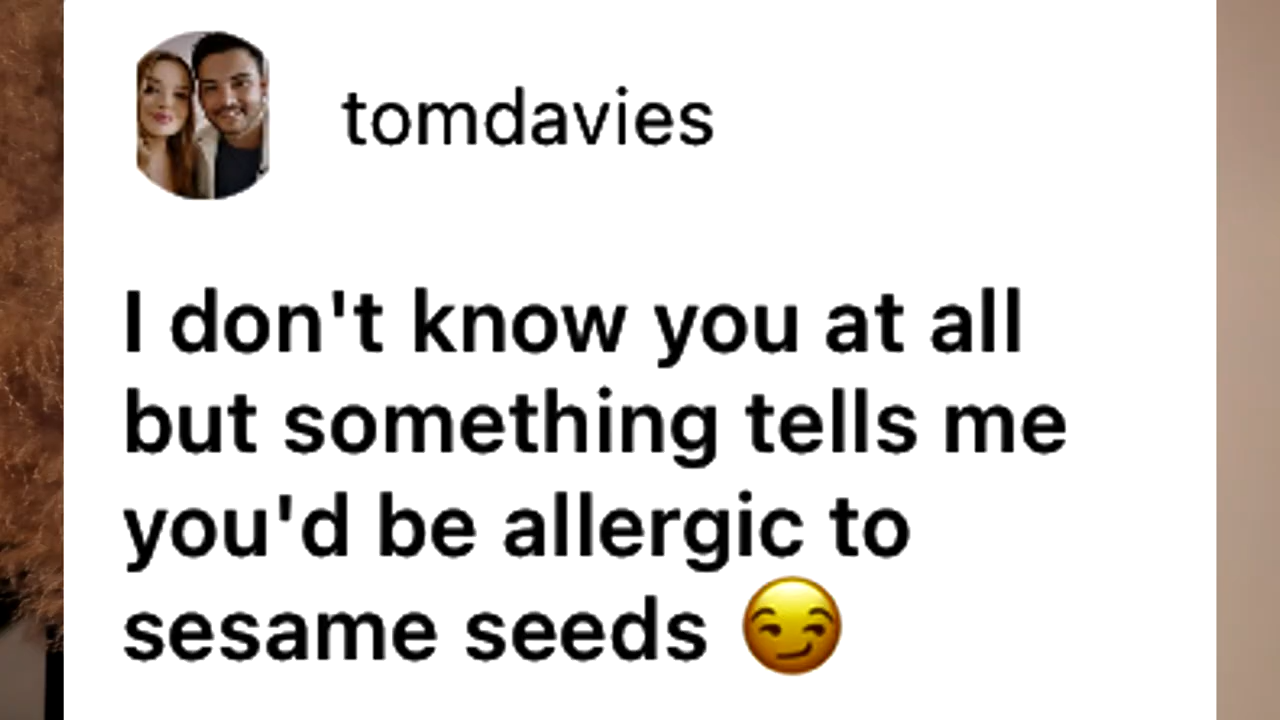 tomdavies
I don't know you at all
but something tells me
you'd be allergic to
sesame seeds 😏